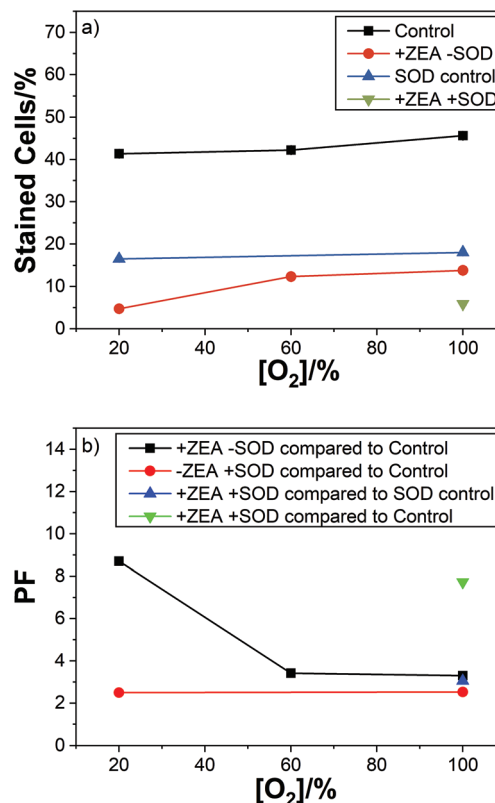 a)
Control
+ZEA -SOD
SOD control
+ZEA +SOD
70
60
50
40
30
20
10
0
Stained Cells/%
20 40 60 80 100
[O₂]/%
b)
+ZEA -SOD compared to Control
-ZEA +SOD compared to Control
+ZEA +SOD compared to SOD control
+ZEA +SOD compared to Control
14
12
10
8
6
4
2
0
PF
20 40 60 80 100
[O₂]/%